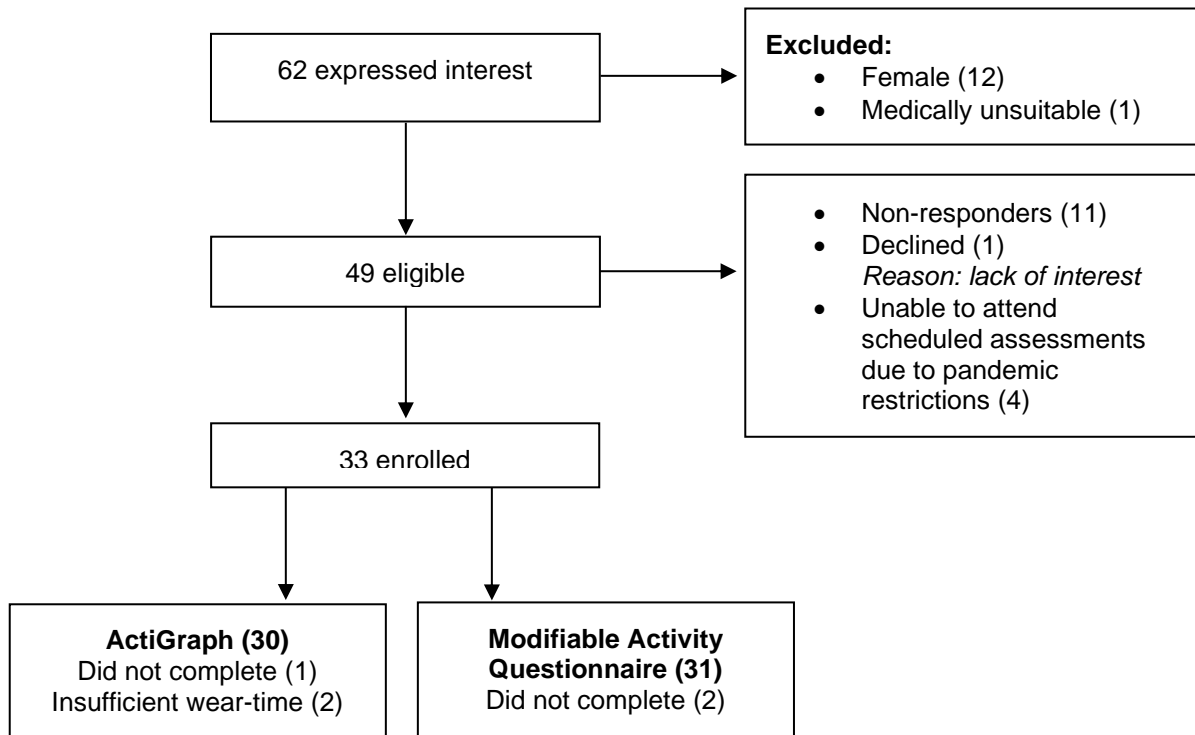 62 expressed interest
Excluded:
• Female (12)
• Medically unsuitable (1)
49 eligible
• Non-responders (11)
• Declined (1)
Reason: lack of interest
• Unable to attend
scheduled assessments
due to pandemic
restrictions (4)
33 enrolled
ActiGraph (30)
Did not complete (1)
Insufficient wear-time (2)
Modifiable Activity
Questionnaire (31)
Did not complete (2)